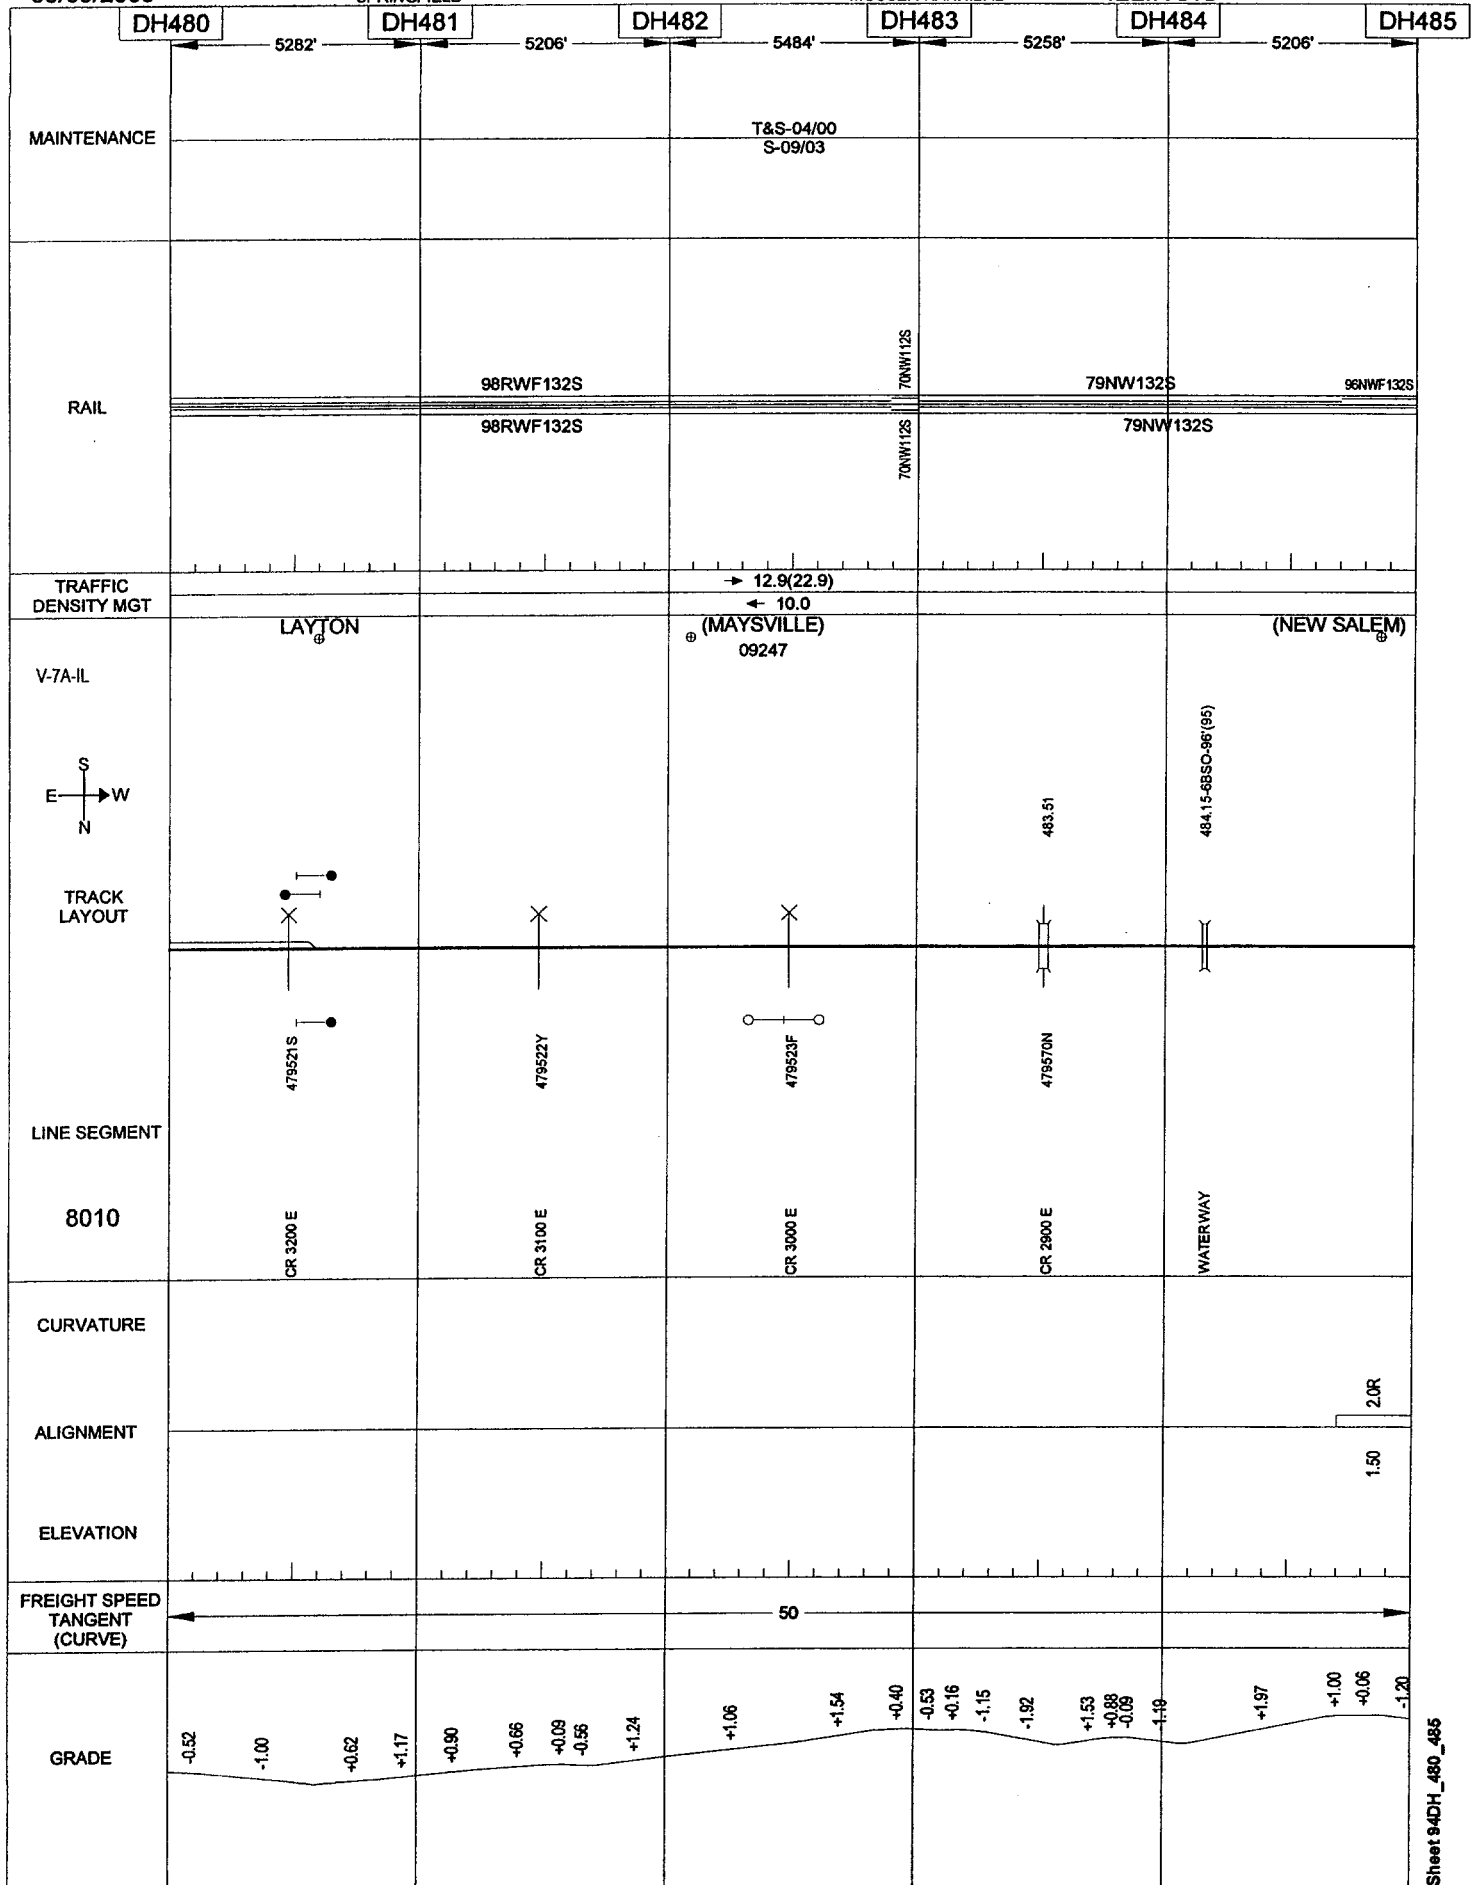 SPRINGFIELD
DH480 DH481 DH482 DH483 DH484 DH485
5282' 5206' 5484' 5258' 5206'
MAINTENANCE
T&S-04/00
S-09/03
RAIL
98RWF132S 70NW112S 79NW132S 96NWF132S
98RWF132S 70NW112S 79NW132S
TRAFFIC
DENSITY MGT
→ 12.9(22.9)
← 10.0
LAYTON (MAYSVILLE) (NEW SALEM)
09247
V-7A-IL
S
E W
N
483.51
484.15-6BSO-96'(95)
TRACK
LAYOUT
479521S
479522Y
479523F
479570N
LINE SEGMENT
8010
CR 3200 E
CR 3100 E
CR 3000 E
CR 2900 E
WATERWAY
CURVATURE
ALIGNMENT
2.0R
1.50
ELEVATION
FREIGHT SPEED
TANGENT
(CURVE)
50
GRADE
-0.52
-1.00
+0.62
+1.17
+0.90
+0.66
+0.09
-0.56
+1.24
+1.06
+1.54
+0.40
-0.53
+0.16
-1.15
-1.92
+1.53
+0.88
-0.09
-1.19
+1.97
+1.00
+0.06
-1.20
Sheet 94DH_480_485